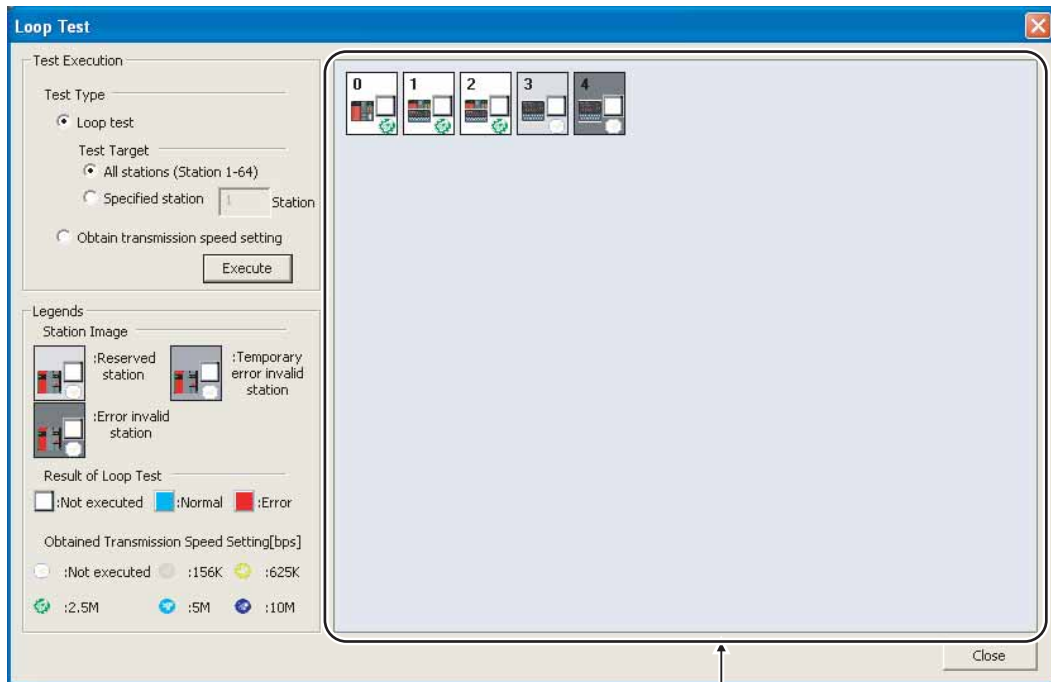 Loop Test
Test Execution
Test Type
Loop test
Test Target
All stations (Station 1-64)
Specified station 1 Station
Obtain transmission speed setting
Execute
Legends
Station Image
:Reserved station
:Temporary error invalid station
:Error invalid station
Result of Loop Test
:Not executed :Normal :Error
Obtained Transmission Speed Setting[bps]
:Not executed :156K :625K
:2.5M :5M :10M
0 1 2 3 4
Close